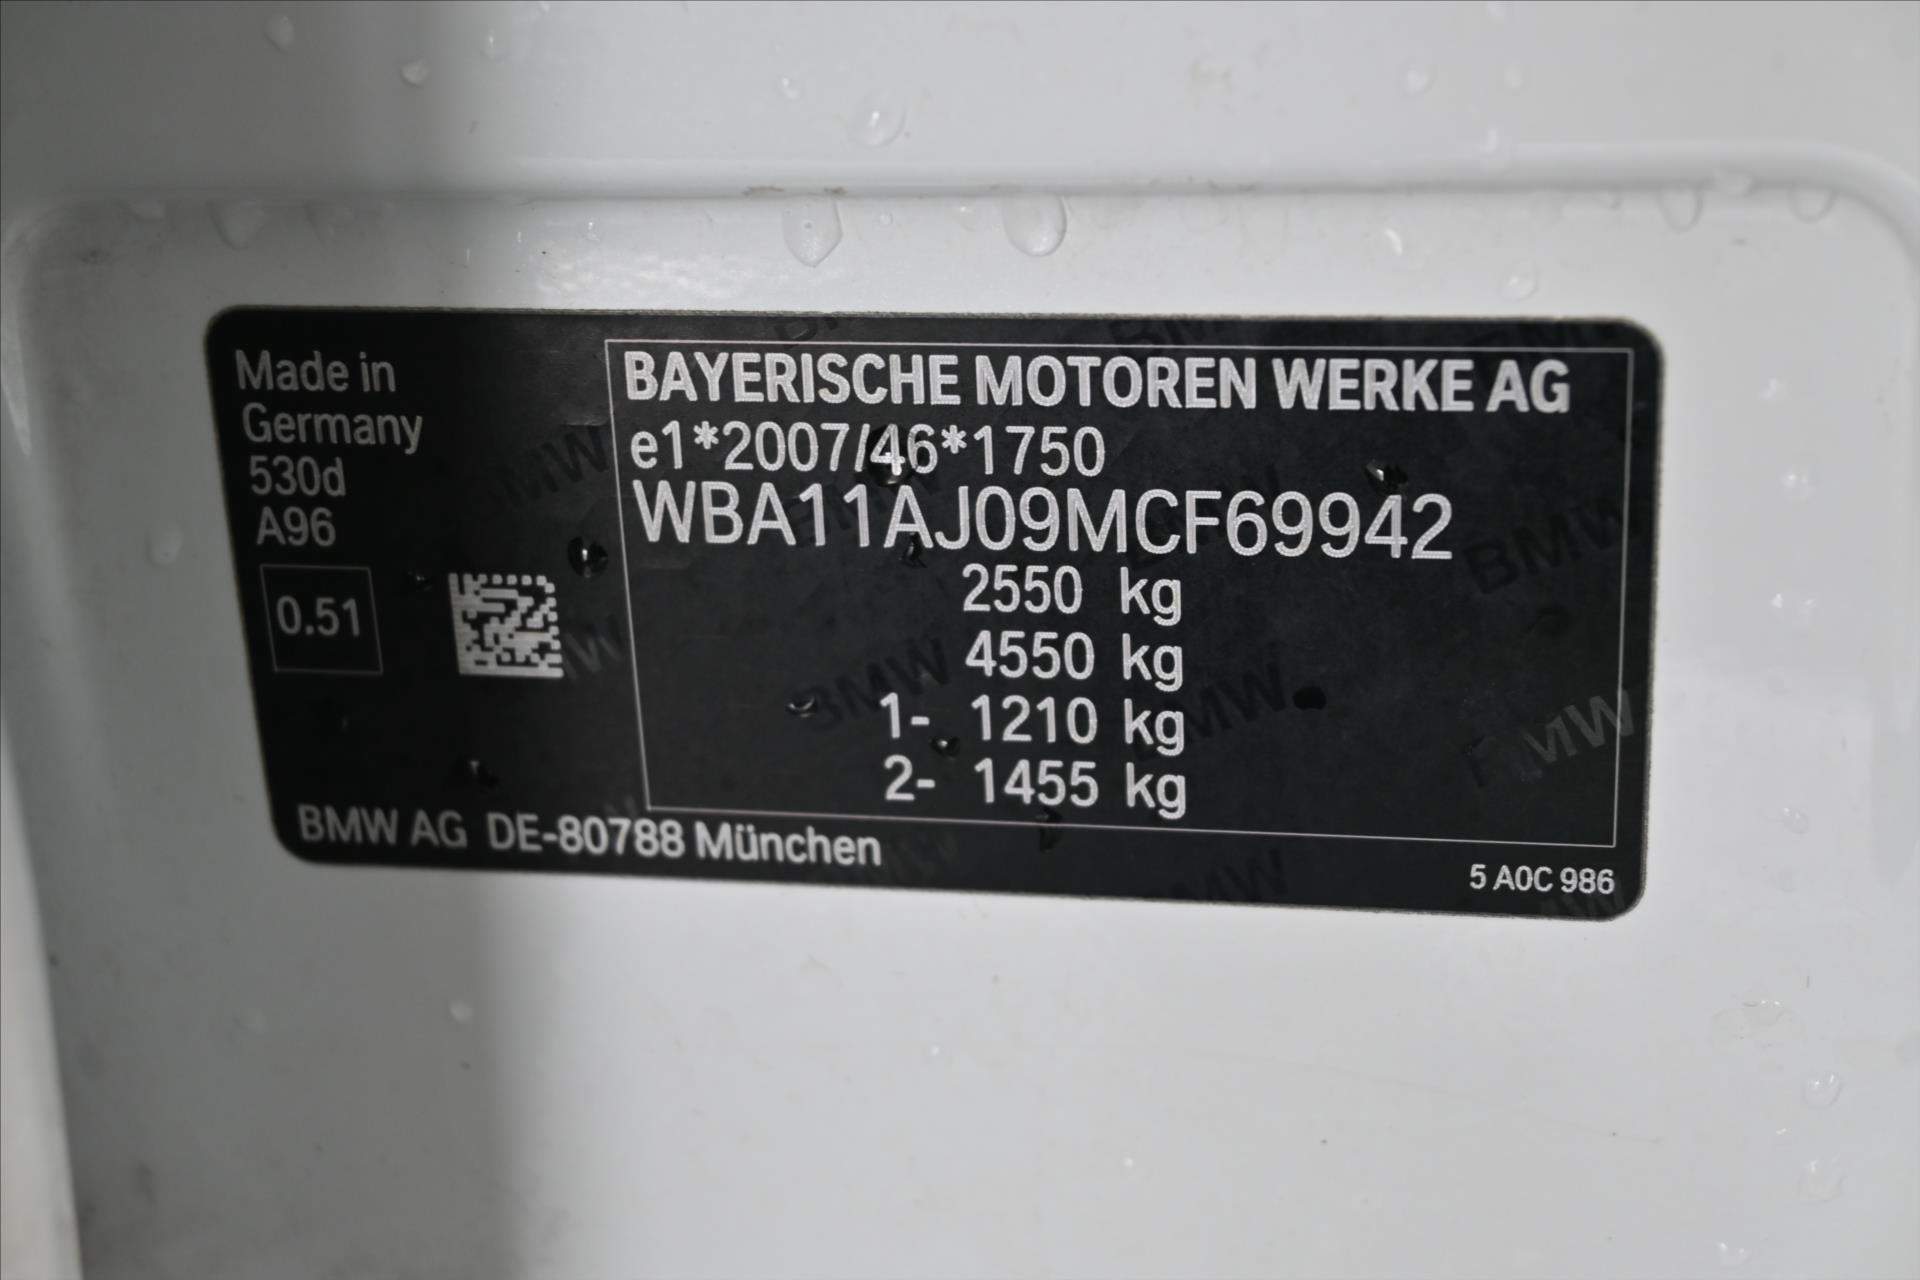 Made in
Germany
530d
A96
0.51
BAYERISCHE MOTOREN WERKE AG
e1*2007/46*1750
WBA11AJ09MCF69942
2550 kg
4550 kg
1- 1210 kg
2- 1455 kg
BMW AG DE-80788 München
5 A0C 986